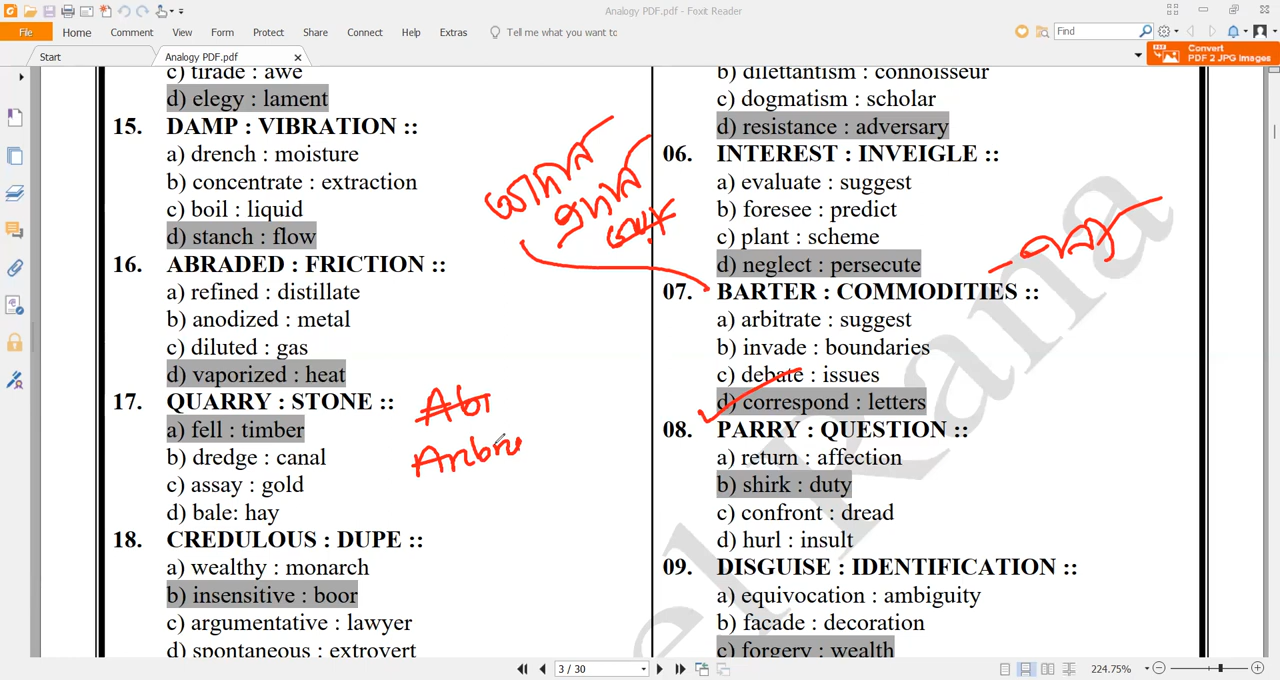 Analogy PDF.pdf - Foxit Reader
File Home Comment View Form Protect Share Connect Help Extras Tell me what you want to Find
Start Analogy PDF.pdf
Convert
PDF 2 JPG Images
c) tirade : awe
d) elegy : lament
15. DAMP : VIBRATION ::
a) drench : moisture
b) concentrate : extraction
c) boil : liquid
d) stanch : flow
16. ABRADED : FRICTION ::
a) refined : distillate
b) anodized : metal
c) diluted : gas
d) vaporized : heat
17. QUARRY : STONE ::
a) fell : timber
b) dredge : canal
c) assay : gold
d) bale: hay
18. CREDULOUS : DUPE ::
a) wealthy : monarch
b) insensitive : boor
c) argumentative : lawyer
d) spontaneous : extrovert
b) dilettantism : connoisseur
c) dogmatism : scholar
d) resistance : adversary
06. INTEREST : INVEIGLE ::
a) evaluate : suggest
b) foresee : predict
c) plant : scheme
d) neglect : persecute
07. BARTER : COMMODITIES ::
a) arbitrate : suggest
b) invade : boundaries
c) debate : issues
d) correspond : letters
08. PARRY : QUESTION ::
a) return : affection
b) shirk : duty
c) confront : dread
d) hurl : insult
09. DISGUISE : IDENTIFICATION ::
a) equivocation : ambiguity
b) facade : decoration
c) forgery : wealth
Abr
el Rana
3 / 30
224.75%